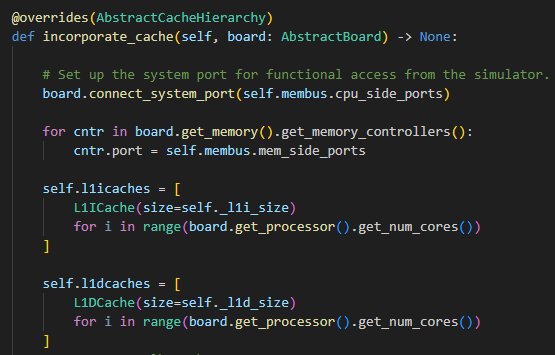 @overrides(AbstractCacheHierarchy)
def incorporate_cache(self, board: AbstractBoard) -> None:
# Set up the system port for functional access from the simulator.
board.connect_system_port(self.membus.cpu_side_ports)
for cntr in board.get_memory().get_memory_controllers():
cntr.port = self.membus.mem_side_ports
self.l1icaches = [
L1ICache(size=self._l1i_size)
for i in range(board.get_processor().get_num_cores())
]
self.l1dcaches = [
L1DCache(size=self._l1d_size)
for i in range(board.get_processor().get_num_cores())
]